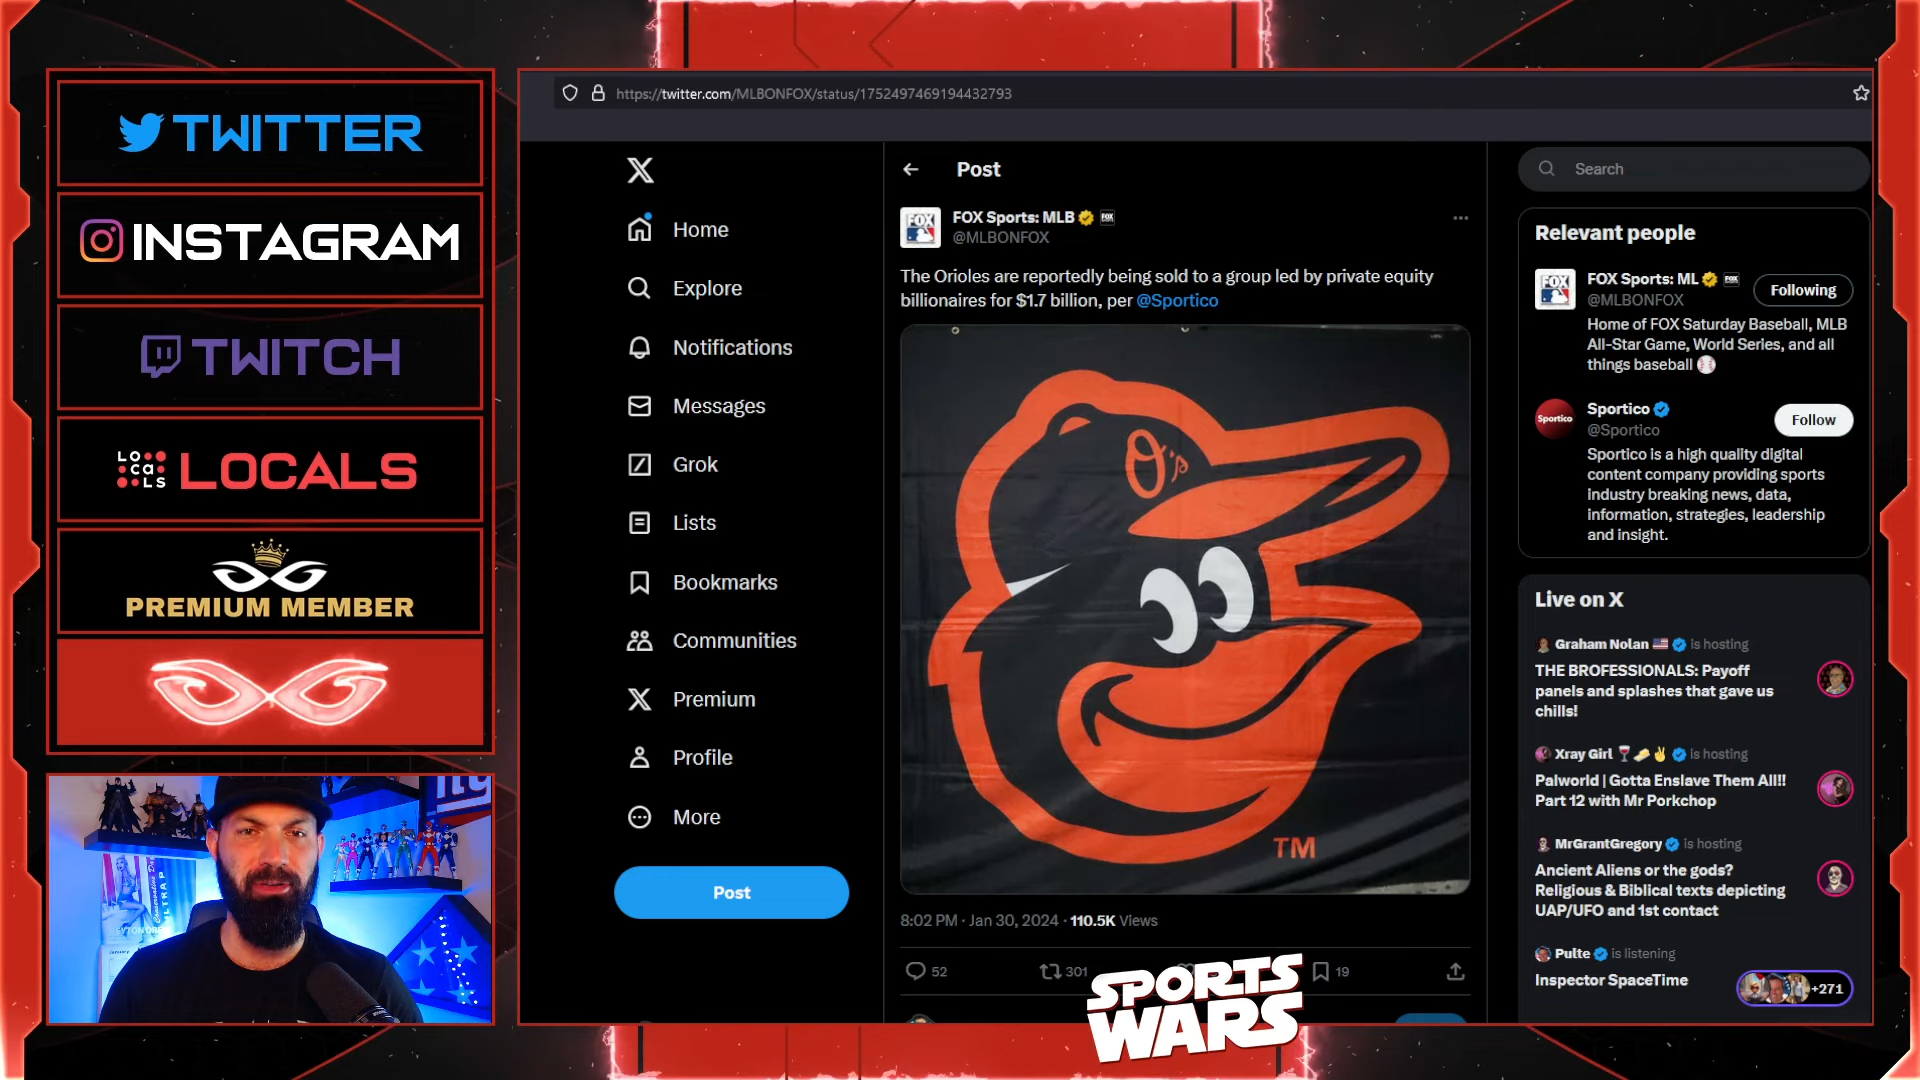 TWITTER
INSTAGRAM
TWITCH
LOCALS
LOCALS
PREMIUM MEMBER
https://twitter.com/MLBONFOX/status/1752497469194432793
Home
Explore
Notifications
Messages
Grok
Lists
Bookmarks
Communities
Premium
Profile
More
Post
Post
FOX
FOX Sports: MLB FOX
@MLBONFOX
The Orioles are reportedly being sold to a group led by private equity
billionaires for $1.7 billion, per @Sportico
O's
TM
8:02 PM · Jan 30, 2024 · 110.5K Views
52
301
19
SPORTS
WARS
Search
Relevant people
FOX
FOX Sports: ML FOX
@MLBONFOX
Following
Home of FOX Saturday Baseball, MLB
All-Star Game, World Series, and all
things baseball
Sportico
Sportico
@Sportico
Follow
Sportico is a high quality digital
content company providing sports
industry breaking news, data,
information, strategies, leadership
and insight.
Live on X
Graham Nolan is hosting
THE BROFESSIONALS: Payoff
panels and splashes that gave us
chills!
Xray Girl is hosting
Palworld | Gotta Enslave Them All!!
Part 12 with Mr Porkchop
MrGrantGregory is hosting
Ancient Aliens or the gods?
Religious & Biblical texts depicting
UAP/UFO and 1st contact
Pulte is listening
Inspector SpaceTime
+271